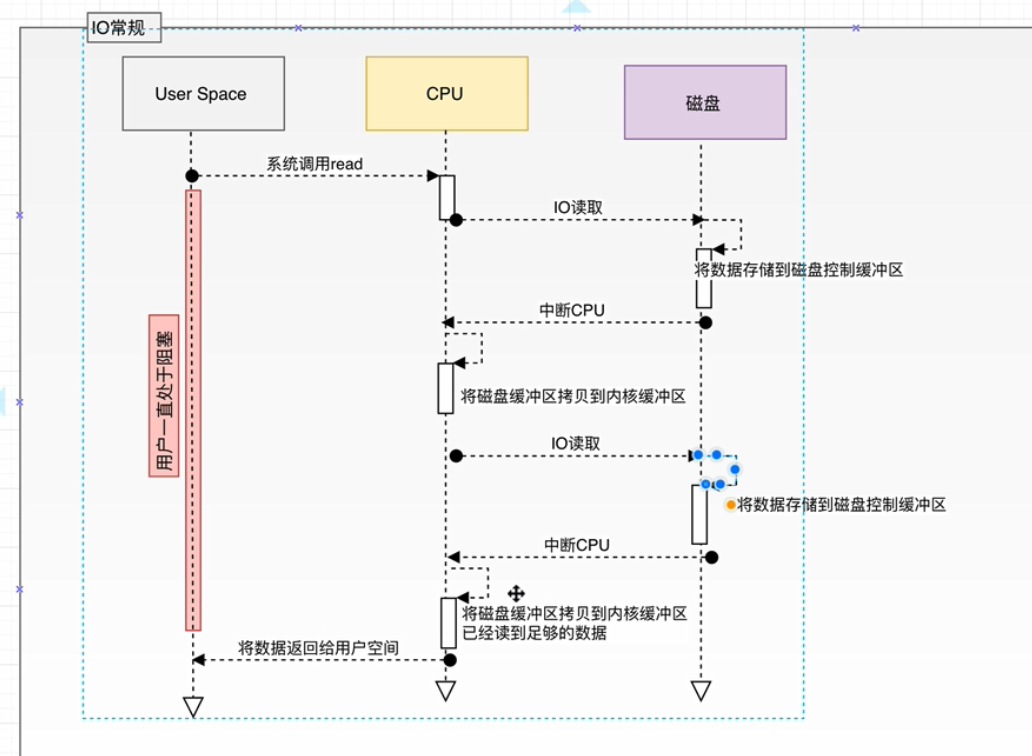 IO常规
User Space
CPU
磁盘
系统调用read
IO读取
将数据存储到磁盘控制缓冲区
中断CPU
用户一直处于阻塞
将磁盘缓冲区拷贝到内核缓冲区
IO读取
将数据存储到磁盘控制缓冲区
中断CPU
将磁盘缓冲区拷贝到内核缓冲区
已经读到足够的数据
将数据返回给用户空间